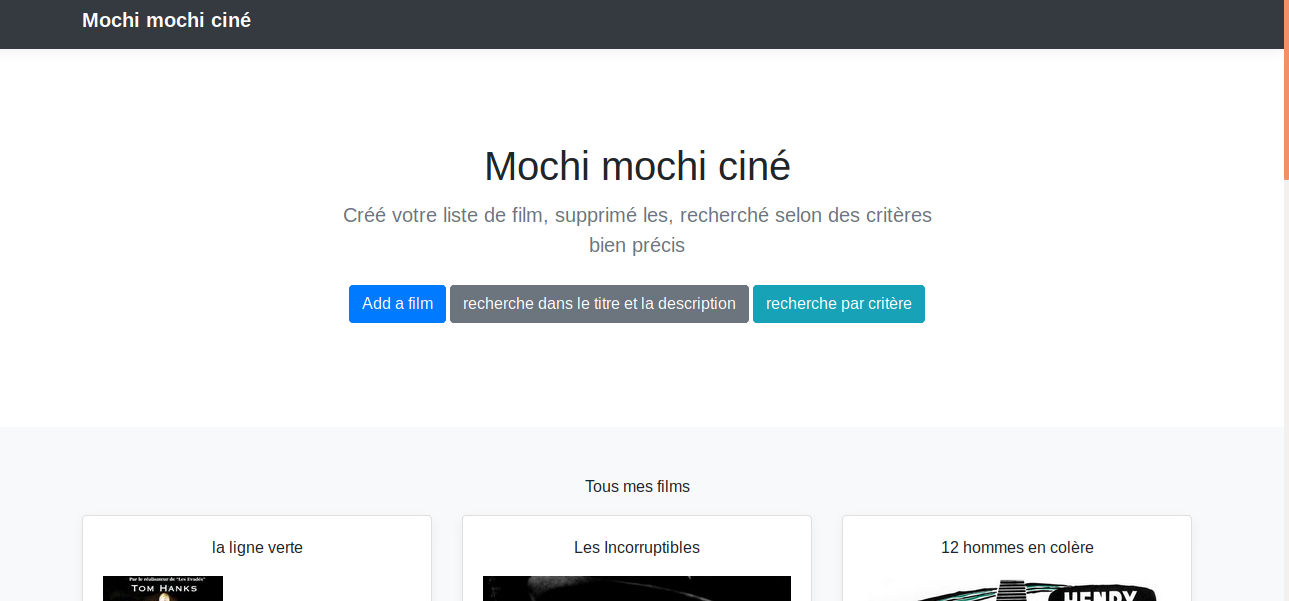 Mochi mochi ciné
Mochi mochi ciné
Créé votre liste de film, supprimé les, recherché selon des critères
bien précis
Add a film
recherche dans le titre et la description
recherche par critère
Tous mes films
la ligne verte
Les Incorruptibles
12 hommes en colère
Par le réalisateur de "Les Evadés"
TOM HANKS
HENRY